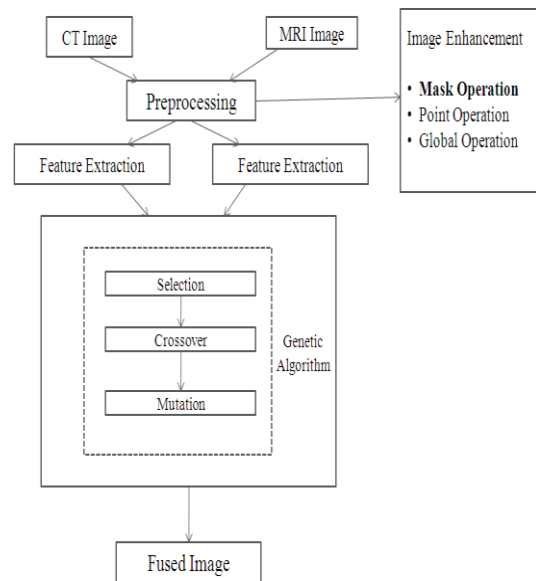 CT Image
MRI Image
Image Enhancement
• Mask Operation
• Point Operation
• Global Operation
Preprocessing
Feature Extraction
Feature Extraction
Selection
Crossover
Mutation
Genetic
Algorithm
Fused Image